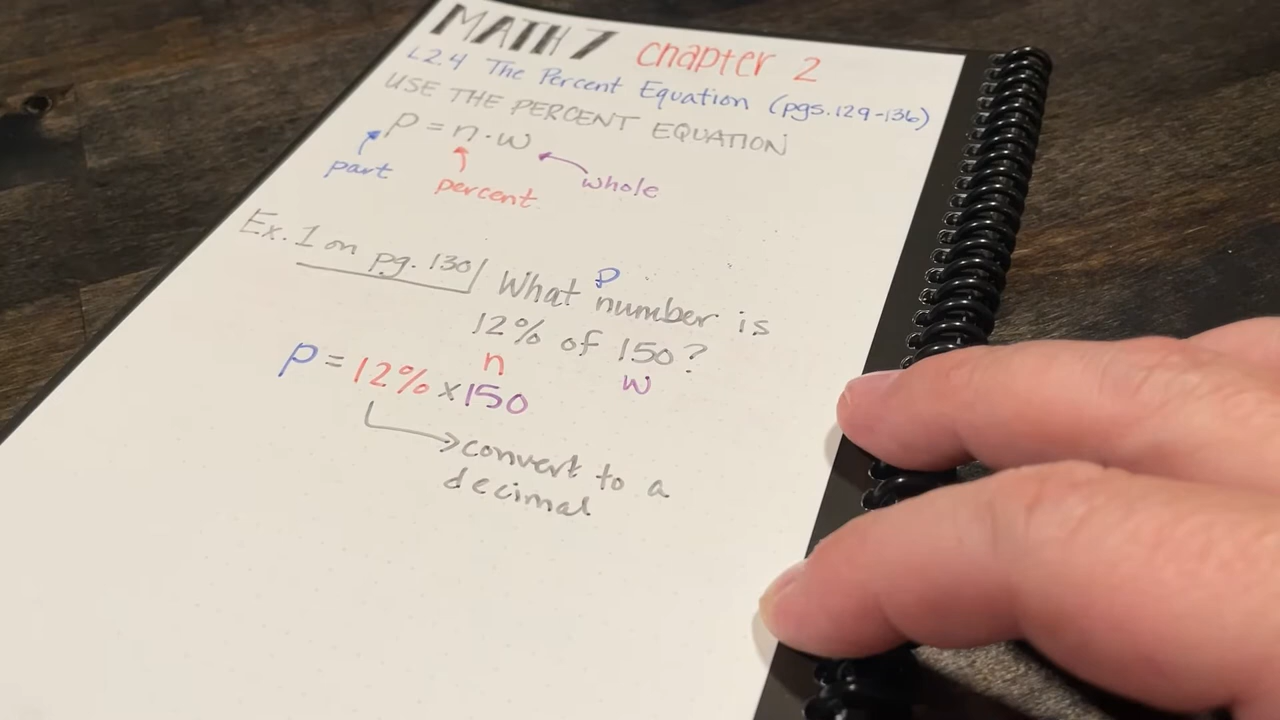 MATH 7 chapter 2
L2.4 The Percent Equation (pgs. 129-136)
USE THE PERCENT EQUATION
P = n · w
part
percent
whole
Ex. 1 on pg. 130
What number is
P
12% of 150?
n
w
P = 12% x 150
convert to a
decimal